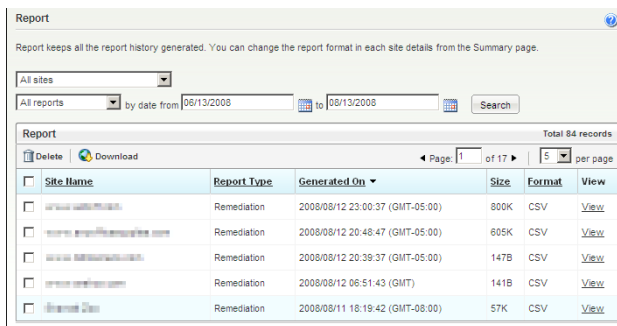 Report
Report keeps all the report history generated. You can change the report format in each site details from the Summary page.
All sites
All reports by date from 06/13/2008 to 08/13/2008 Search
Report Total 84 records
Delete Download Page: 1 of 17 5 per page
Site Name Report Type Generated On Size Format View
Remediation 2008/08/12 23:00:37 (GMT-05:00) 800K CSV View
Remediation 2008/08/12 20:48:47 (GMT-05:00) 605K CSV View
Remediation 2008/08/12 20:39:37 (GMT-05:00) 147B CSV View
Remediation 2008/08/12 06:51:43 (GMT) 141B CSV View
Remediation 2008/08/11 18:19:42 (GMT-08:00) 57K CSV View